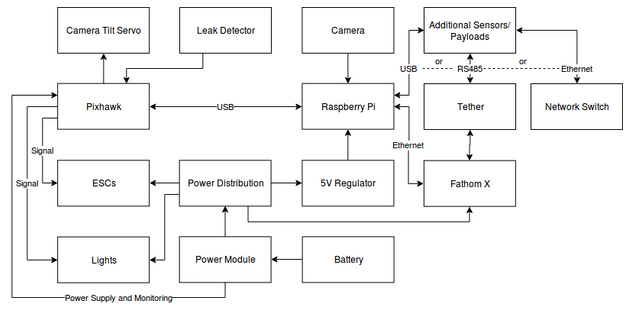 Camera Tilt Servo
Leak Detector
Camera
Additional Sensors/
Payloads
or
or
USB
RS485
Ethernet
Pixhawk
USB
Raspberry Pi
Tether
Network Switch
Ethernet
Signal
Signal
ESCs
Power Distribution
5V Regulator
Fathom X
Lights
Power Module
Battery
Power Supply and Monitoring